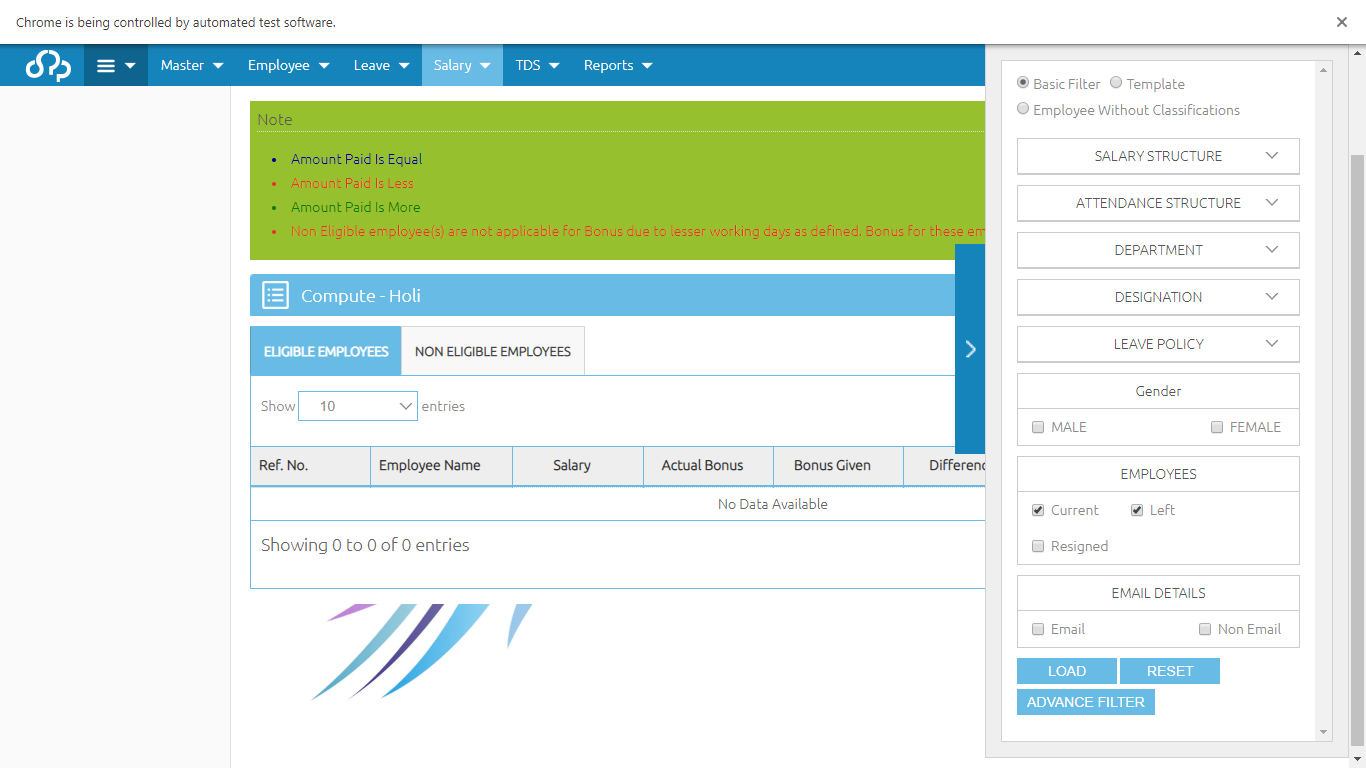 Chrome is being controlled by automated test software.
Master Employee Leave Salary TDS Reports
Note
Amount Paid Is Equal
Amount Paid Is Less
Amount Paid Is More
Non Eligible employee(s) are not applicable for Bonus due to lesser working days as defined. Bonus for these
Compute - Holi
ELIGIBLE EMPLOYEES NON ELIGIBLE EMPLOYEES
Show 10 entries
Ref. No. Employee Name Salary Actual Bonus Bonus Given
No Data Available
Showing 0 to 0 of 0 entries
Basic Filter Template
Employee Without Classifications
SALARY STRUCTURE
ATTENDANCE STRUCTURE
DEPARTMENT
DESIGNATION
LEAVE POLICY
Gender
MALE FEMALE
EMPLOYEES
Current Left
Resigned
EMAIL DETAILS
Email Non Email
LOAD RESET
ADVANCE FILTER